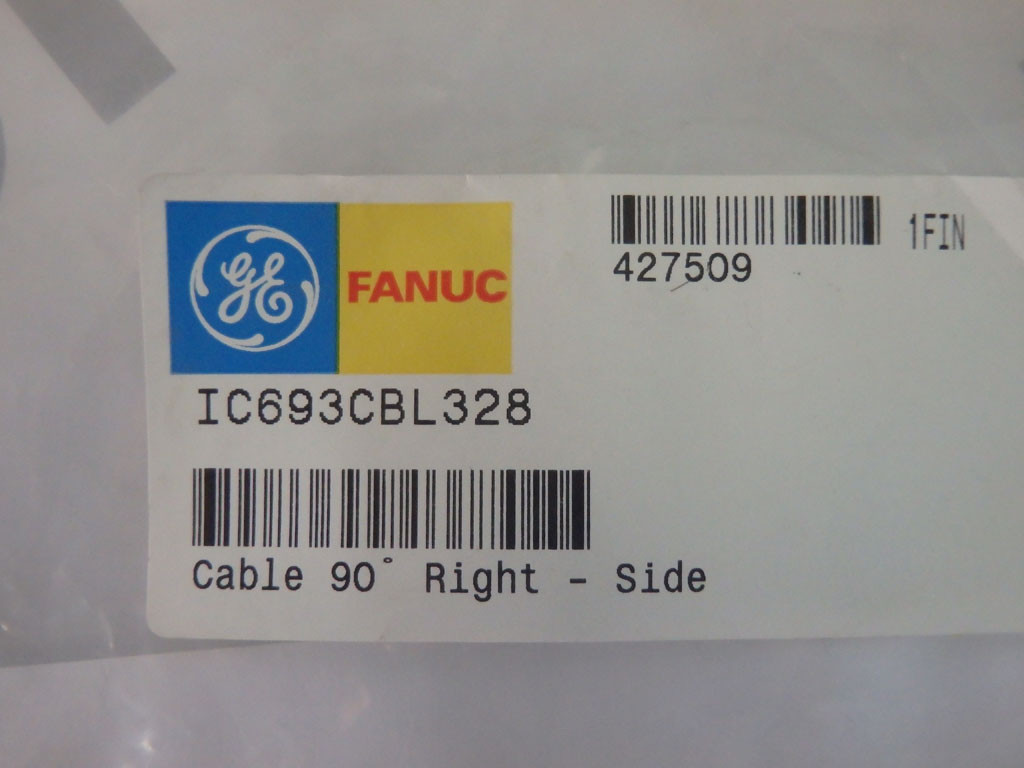 GE FANUC
427509
1FIN
IC693CBL328
Cable 90° Right - Side